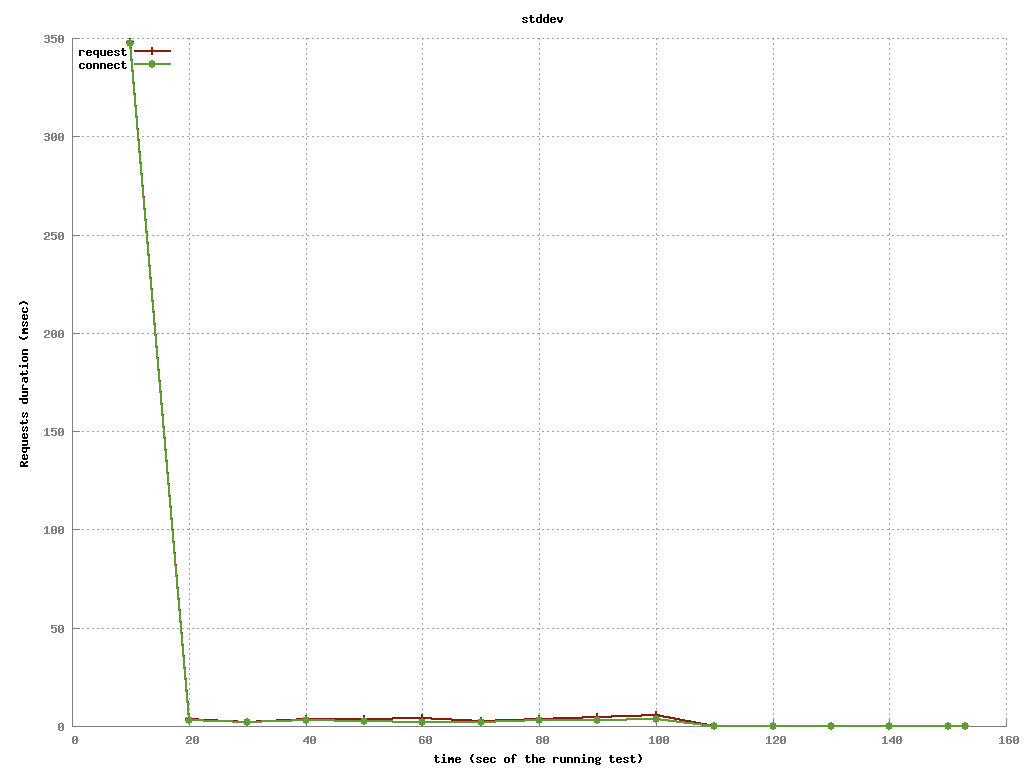 stddev
350
request
connect
300
250
200
150
100
50
0
Requests duration (msec)
0 20 40 60 80 100 120 140 160
time (sec of the running test)